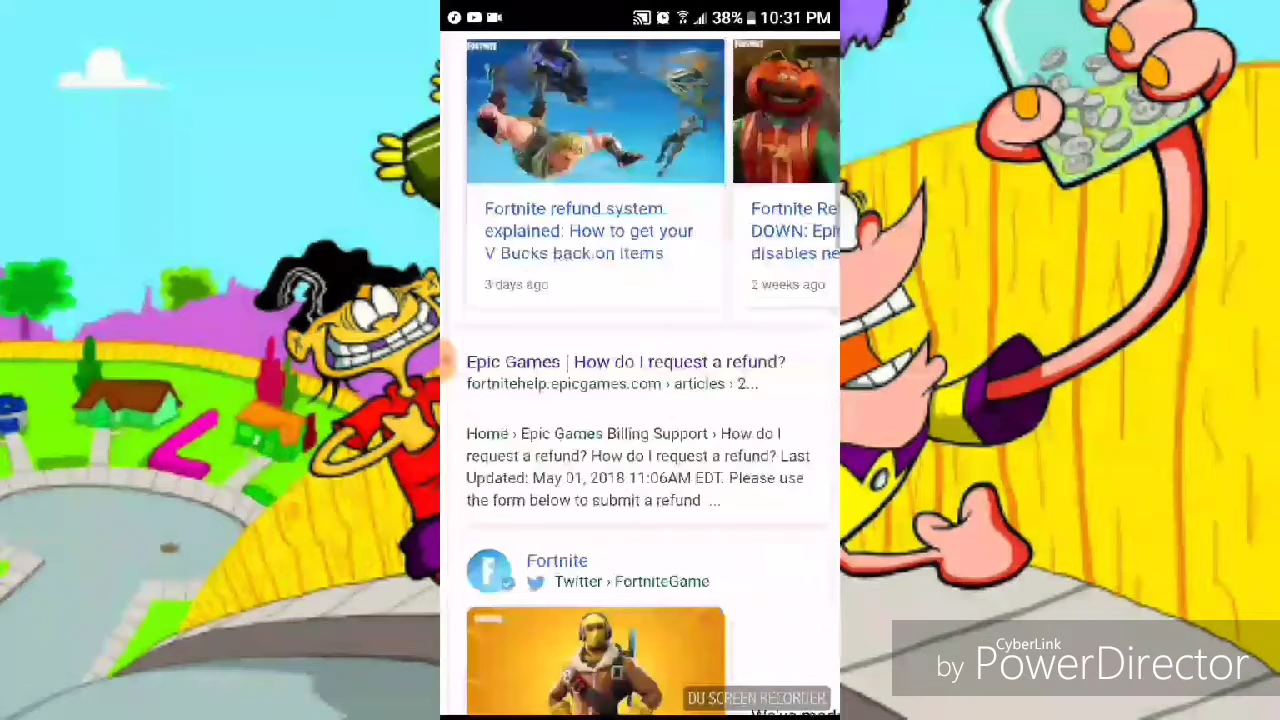 38% 10:31 PM
FORTNITE
FORTNITE
Fortnite refund system
explained: How to get your
V Bucks back on Items
3 days ago
Fortnite Re
DOWN: Epi
disables ne
2 weeks ago
Epic Games | How do I request a refund?
fortnitehelp.epicgames.com › articles › 2...
Home › Epic Games Billing Support › How do I
request a refund? How do I request a refund? Last
Updated: May 01, 2018 11:06AM EDT. Please use
the form below to submit a refund ...
Fortnite
Twitter › FortniteGame
DU SCREEN RECORDER
CyberLink
by PowerDirector